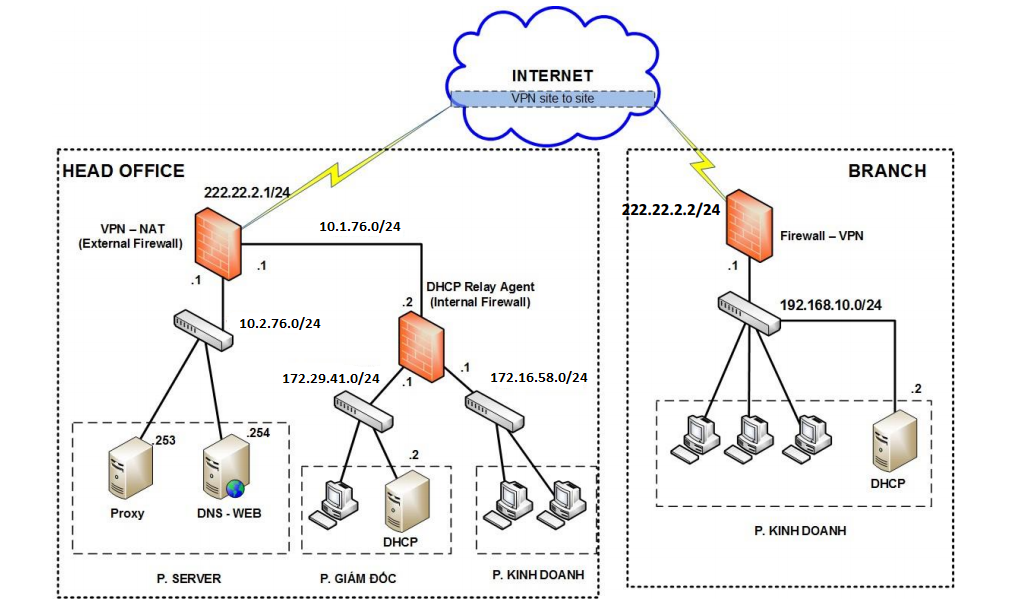 INTERNET
VPN site to site
HEAD OFFICE
BRANCH
222.22.2.1/24
222.22.2.2/24
VPN – NAT
(External Firewall)
10.1.76.0/24
Firewall – VPN
.1
.1
.1
DHCP Relay Agent
(Internal Firewall)
.2
192.168.10.0/24
10.2.76.0/24
172.29.41.0/24
.1
.1
172.16.58.0/24
.2
.253
.254
.2
Proxy
DNS - WEB
DHCP
DHCP
P. KINH DOANH
P. SERVER
P. GIÁM ĐỐC
P. KINH DOANH